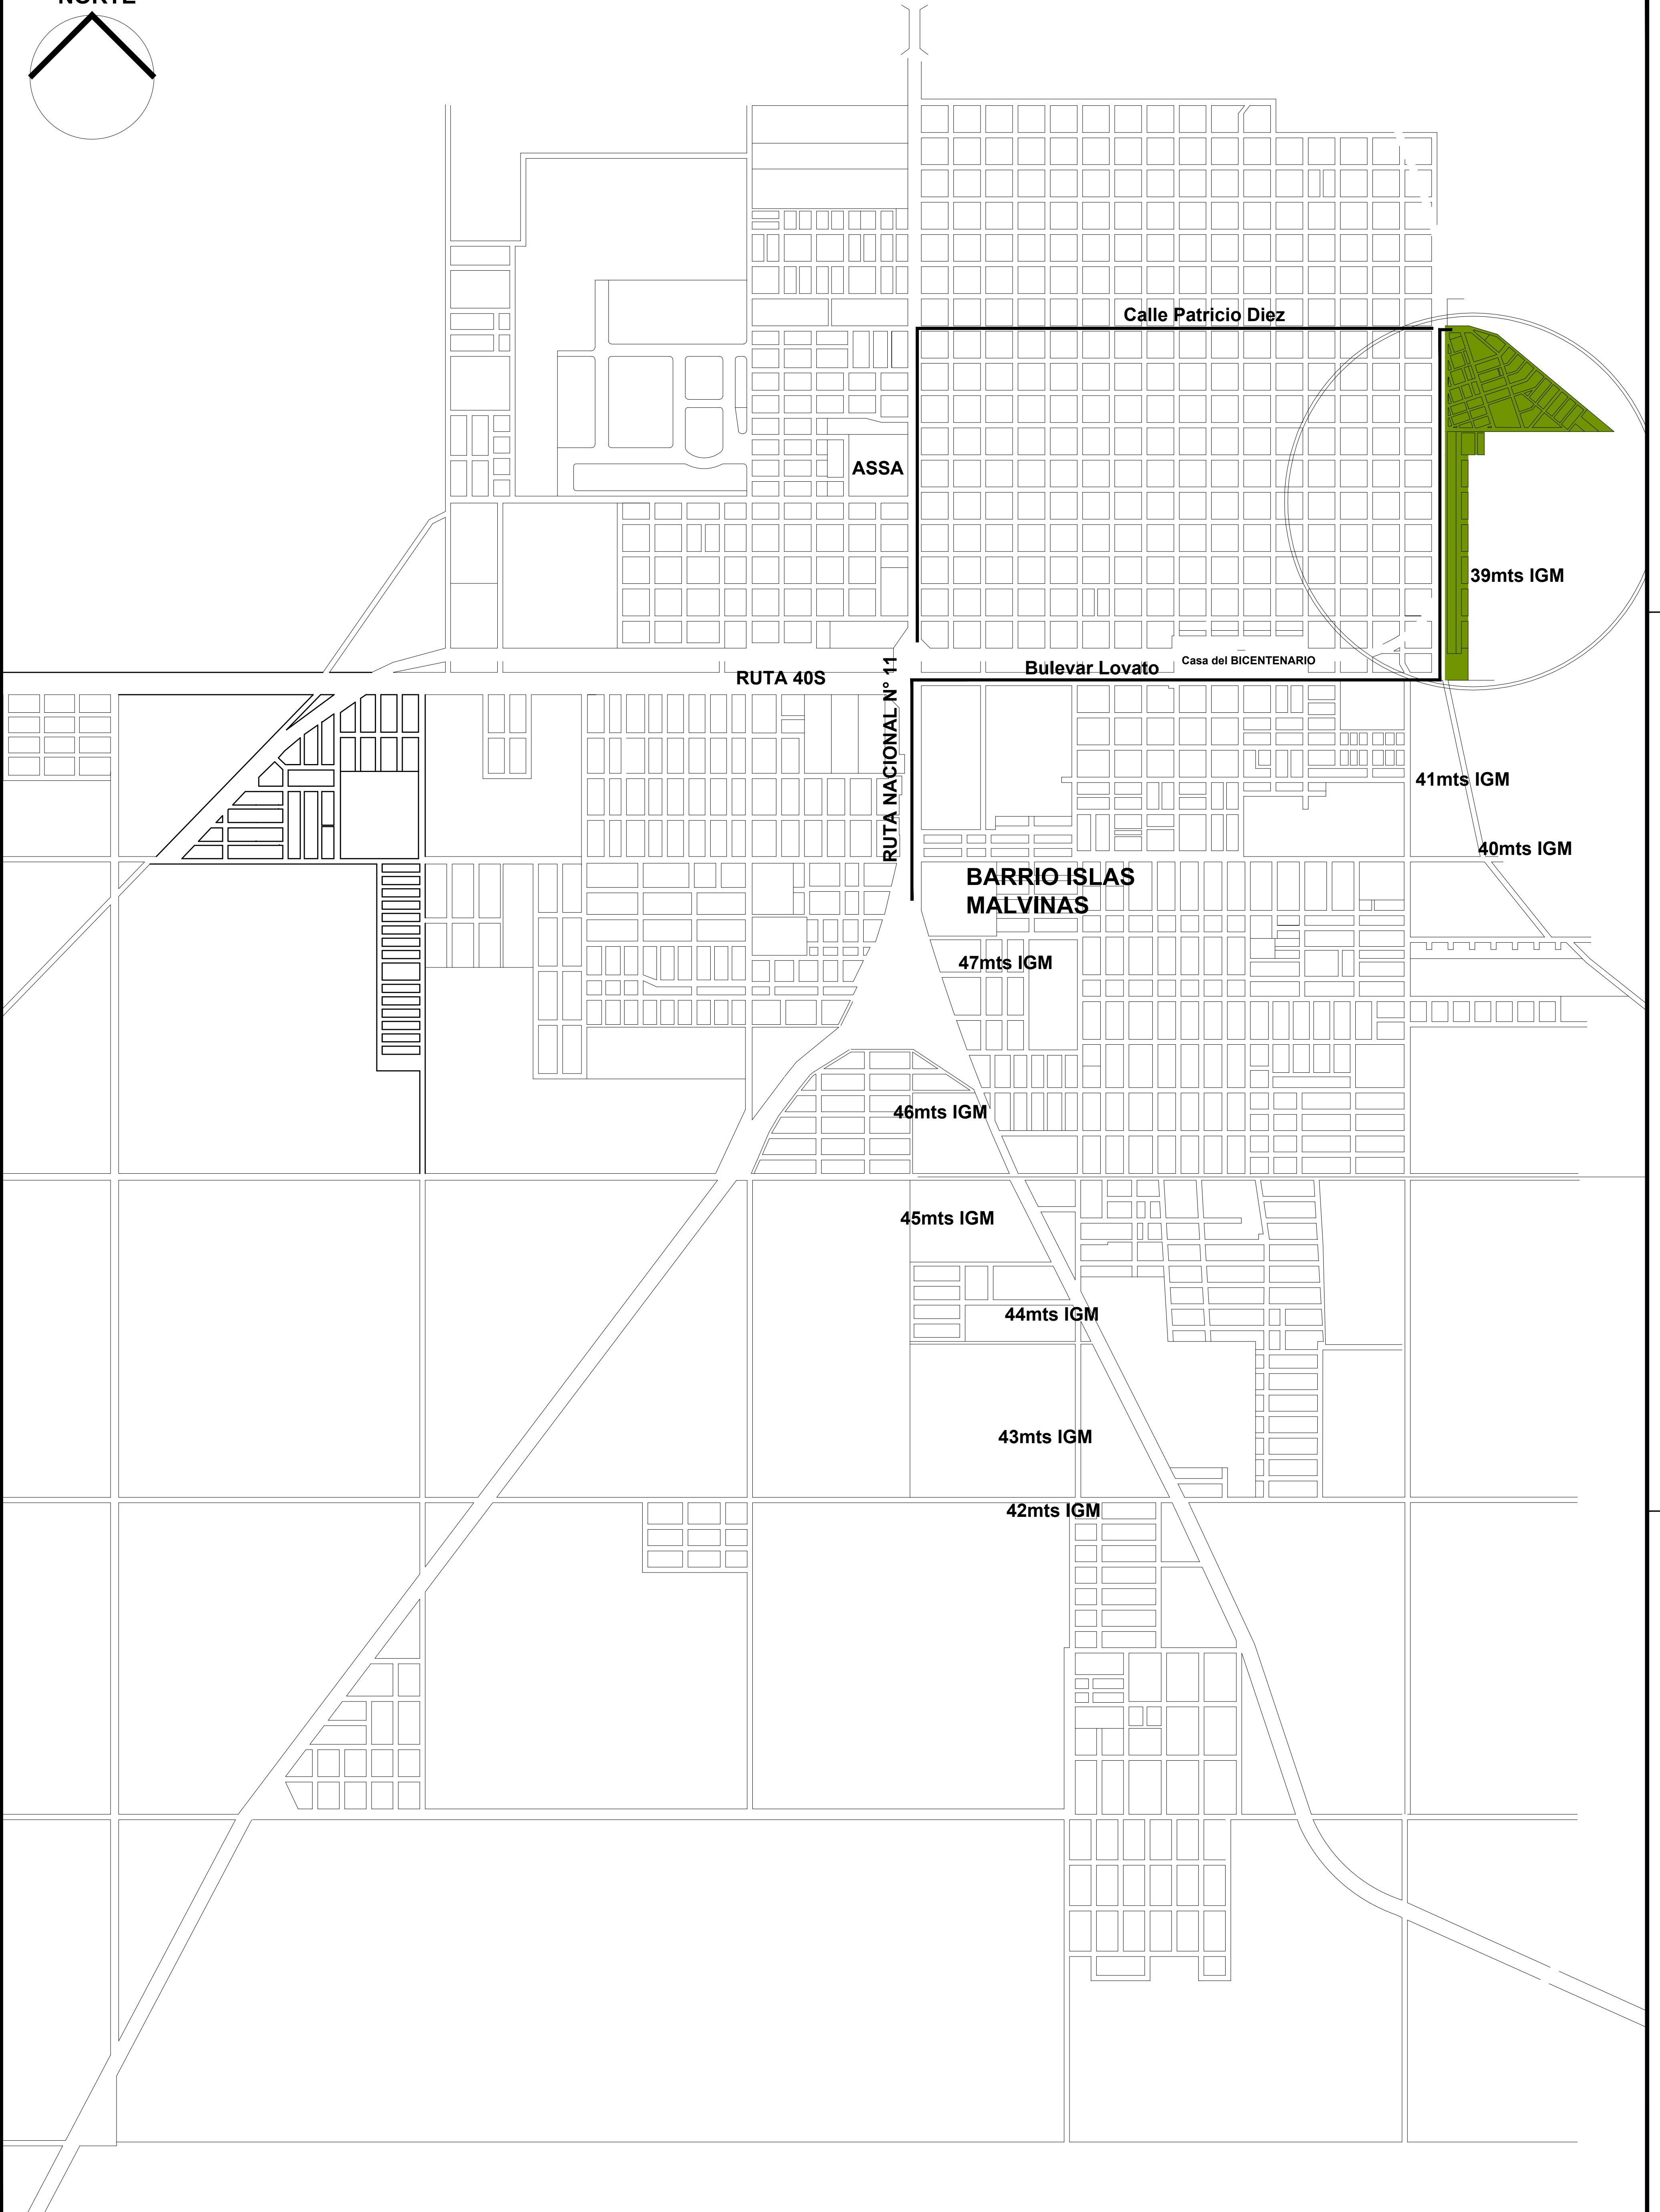 NORTE
Calle Patricio Diez
ASSA
39mts IGM
Casa del BICENTENARIO
Bulevar Lovato
RUTA 40S
RUTA NACIONAL N° 11
41mts IGM
40mts IGM
BARRIO ISLAS
MALVINAS
47mts IGM
46mts IGM
45mts IGM
44mts IGM
43mts IGM
42mts IGM